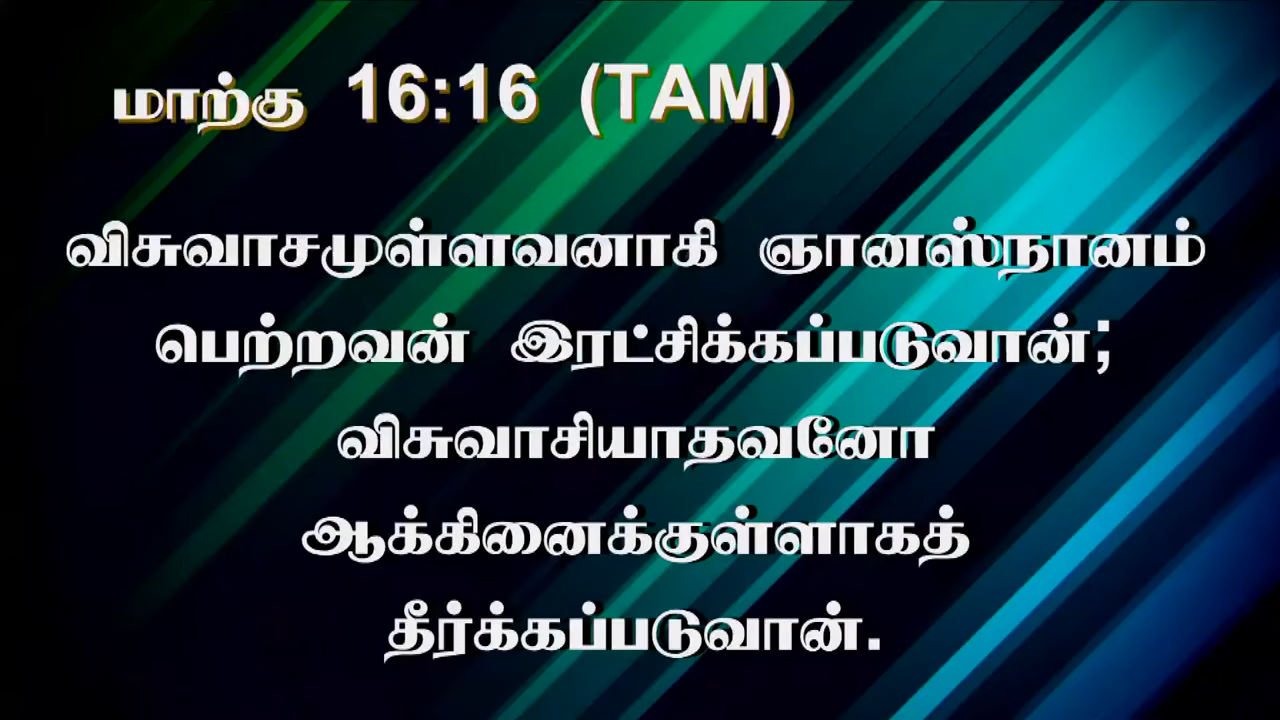 மாற்கு 16:16 (TAM)
விசுவாசமுள்ளவனாகி ஞானஸ்நானம்
பெற்றவன் இரட்சிக்கப்படுவான்;
விசுவாசியாதவனோ
ஆக்கினைக்குள்ளாகத்
தீர்க்கப்படுவான்.